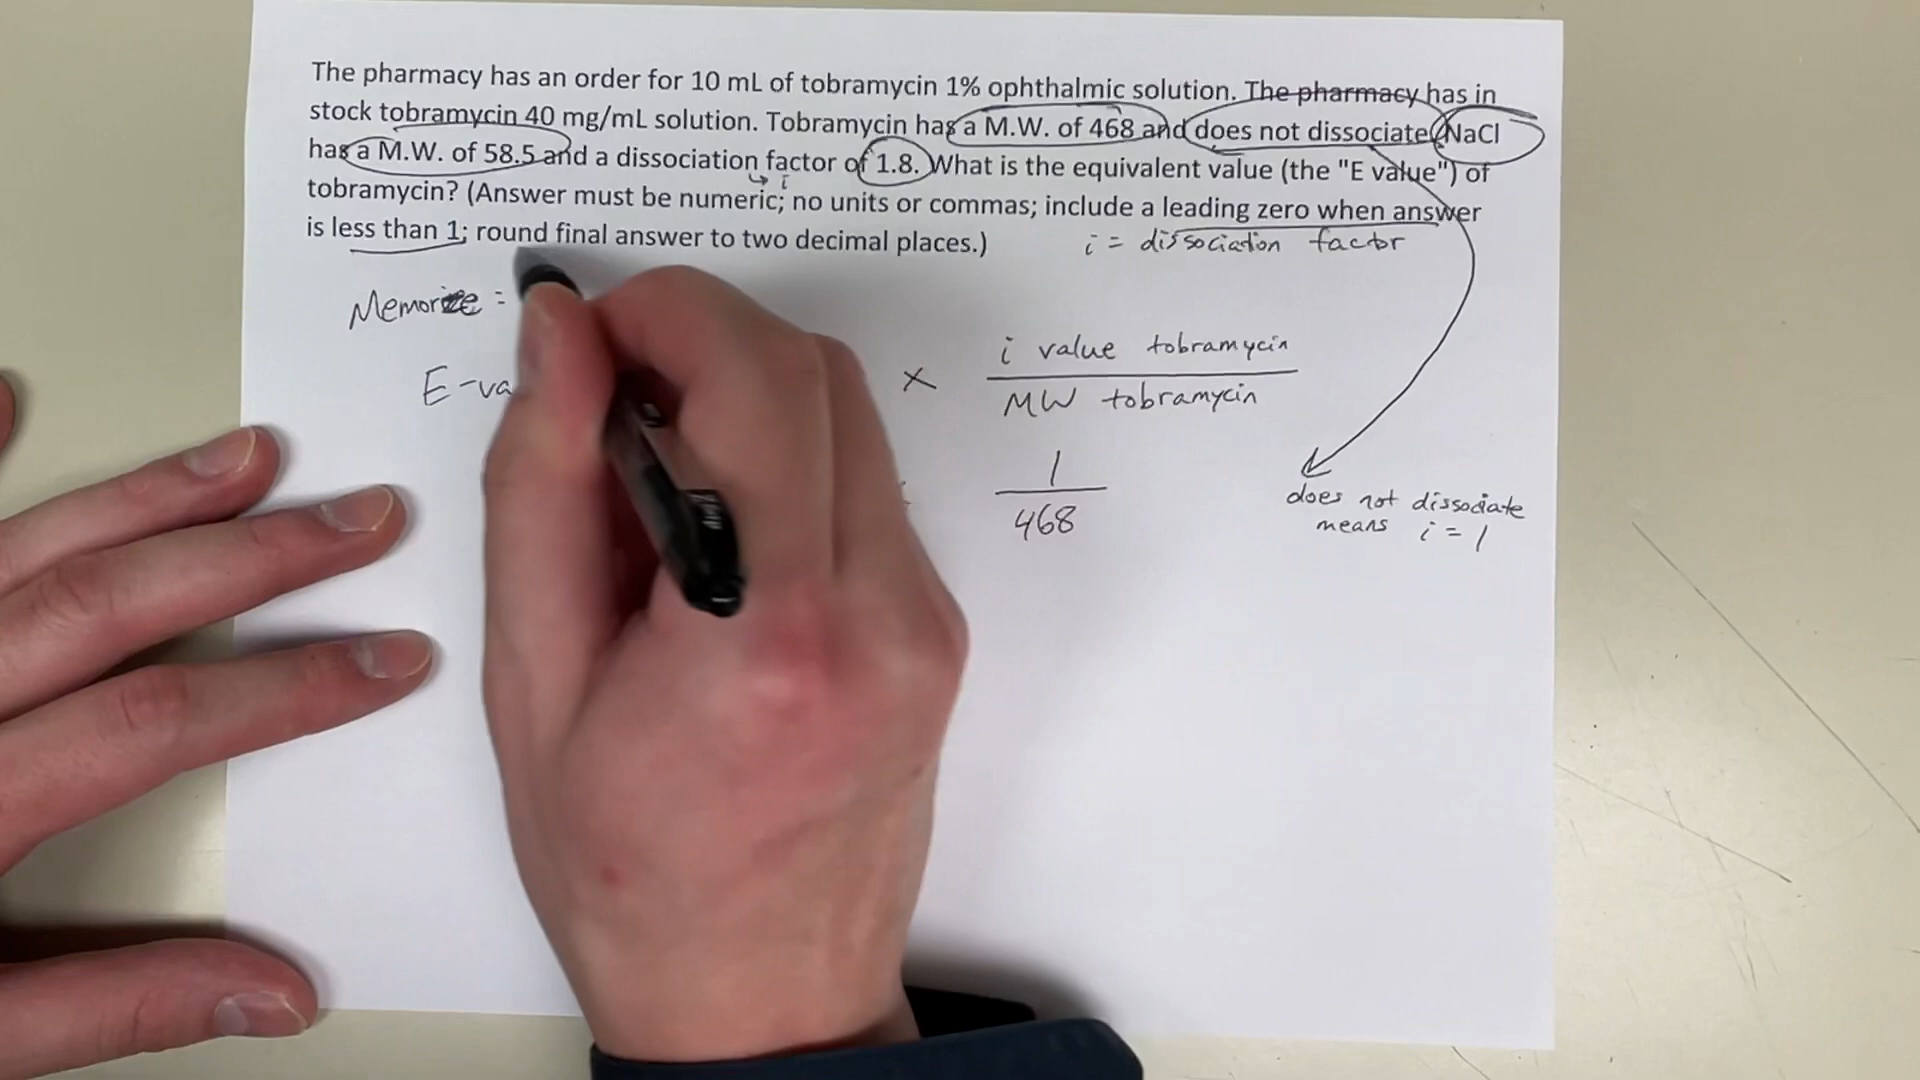 The pharmacy has an order for 10 mL of tobramycin 1% ophthalmic solution. The pharmacy has in
stock tobramycin 40 mg/mL solution. Tobramycin has a M.W. of 468 and does not dissociate. NaCl
has a M.W. of 58.5 and a dissociation factor of 1.8. What is the equivalent value (the "E value") of
i
tobramycin? (Answer must be numeric; no units or commas; include a leading zero when answer
is less than 1; round final answer to two decimal places.)
i = dissociation factor
Memorize =
E-va × i value tobramycin
MW tobramycin
1
468
does not dissociate
means i = 1